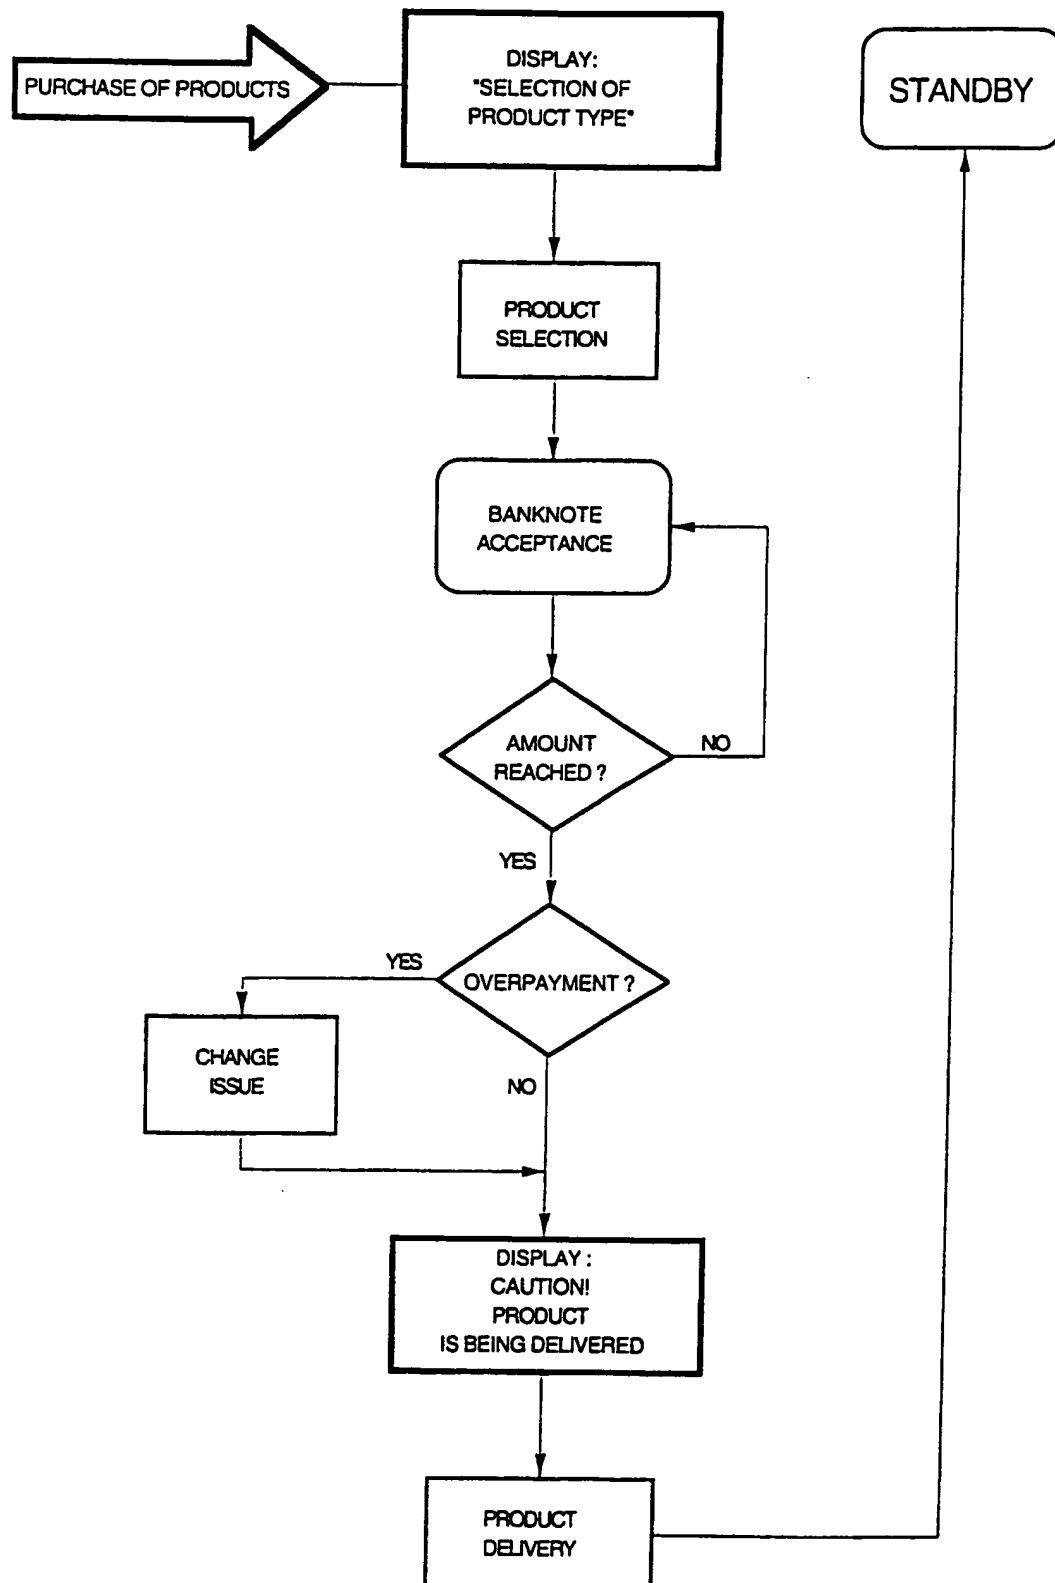 PURCHASE OF PRODUCTS
DISPLAY:
"SELECTION OF
PRODUCT TYPE"
STANDBY
PRODUCT
SELECTION
BANKNOTE
ACCEPTANCE
AMOUNT
REACHED ?
NO
YES
OVERPAYMENT ?
YES
CHANGE
ISSUE
NO
DISPLAY :
CAUTION!
PRODUCT
IS BEING DELIVERED
PRODUCT
DELIVERY